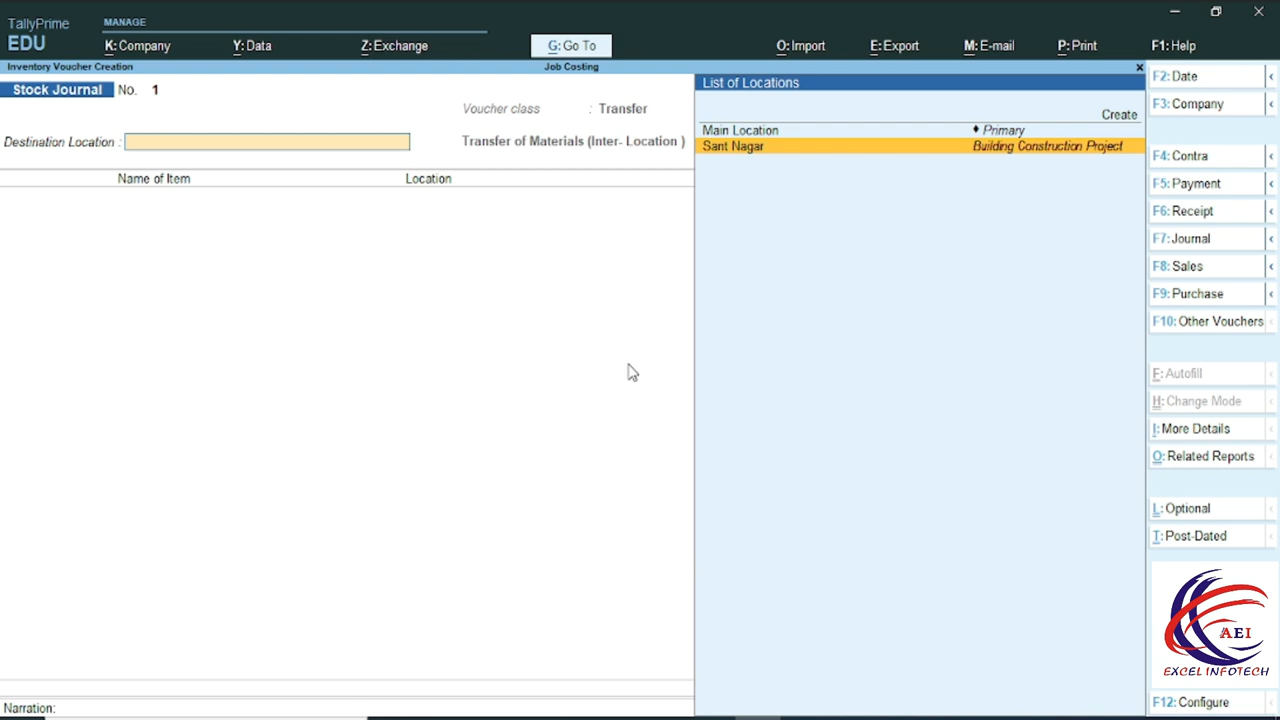 TallyPrime
EDU
MANAGE
K: Company
Y: Data
Z: Exchange
G: Go To
O: Import
E: Export
M: E-mail
P: Print
F1: Help
Inventory Voucher Creation
Job Costing
Stock Journal No. 1
Voucher class : Transfer
Destination Location :
Transfer of Materials (Inter- Location )
Name of Item
Location
List of Locations
Create
Main Location ♦ Primary
Sant Nagar Building Construction Project
F2: Date
F3: Company
F4: Contra
F5: Payment
F6: Receipt
F7: Journal
F8: Sales
F9: Purchase
F10: Other Vouchers
F: Autofill
H: Change Mode
I: More Details
O: Related Reports
L: Optional
T: Post-Dated
AEI
EXCEL INFOTECH
F12: Configure
Narration: